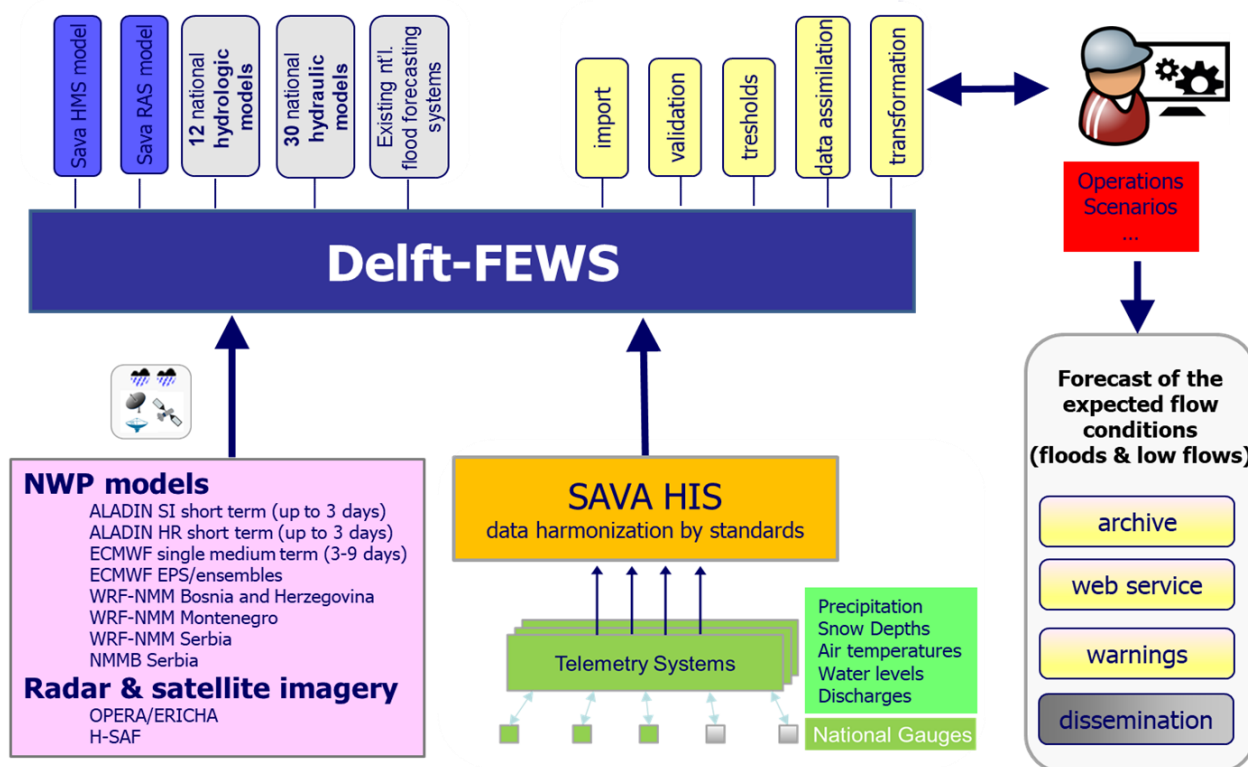 Sava HMS model
Sava RAS model
12 national
hydrologic
models
30 national
hydraulic
models
Existing nt'l.
flood forecasting
systems
import
validation
tresholds
data assimilation
transformation
Operations
Scenarios
...
Delft-FEWS
NWP models
ALADIN SI short term (up to 3 days)
ALADIN HR short term (up to 3 days)
ECMWF single medium term (3-9 days)
ECMWF EPS/ensembles
WRF-NMM Bosnia and Herzegovina
WRF-NMM Montenegro
WRF-NMM Serbia
NMMB Serbia
Radar & satellite imagery
OPERA/ERICHA
H-SAF
SAVA HIS
data harmonization by standards
Telemetry Systems
Precipitation
Snow Depths
Air temperatures
Water levels
Discharges
National Gauges
Forecast of the
expected flow
conditions
(floods & low flows)
archive
web service
warnings
dissemination